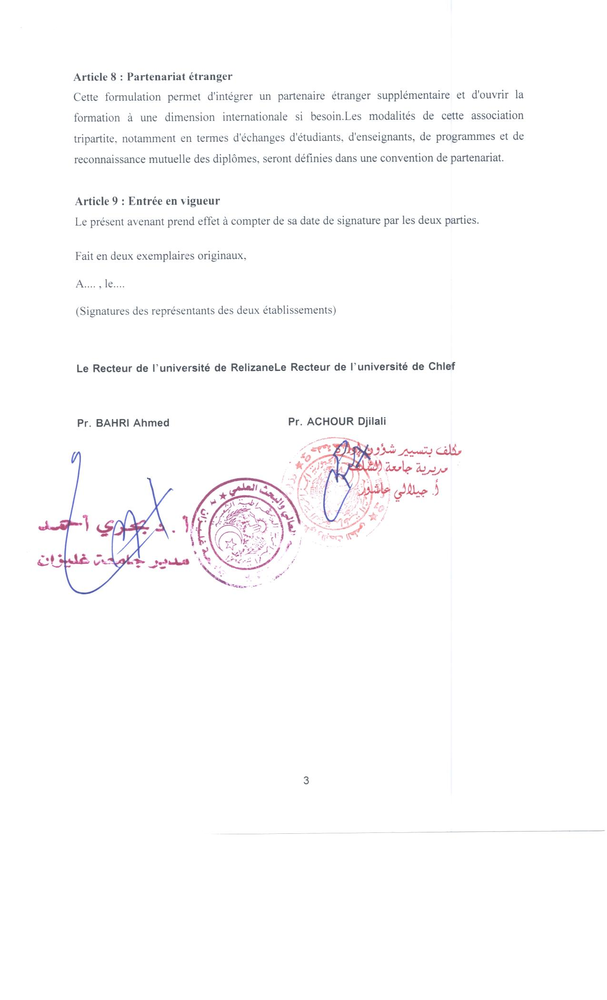 Article 8 : Partenariat étranger
Cette formulation permet d'intégrer un partenaire étranger supplémentaire et d'ouvrir la
formation à une dimension internationale si besoin.Les modalités de cette association
tripartite, notamment en termes d'échanges d'étudiants, d'enseignants, de programmes et de
reconnaissance mutuelle des diplômes, seront définies dans une convention de partenariat.
Article 9 : Entrée en vigueur
Le présent avenant prend effet à compter de sa date de signature par les deux parties.
Fait en deux exemplaires originaux,
A.... , le....
(Signatures des représentants des deux établissements)
Le Recteur de l'université de RelizaneLe Recteur de l'université de Chlef
Pr. BAHRI Ahmed
Pr. ACHOUR Djilali
مكلف بتسيير شؤون إدارة
مديرية جامعة الشلف
أ. جيلالي عاشور
أ.د بحري أحمد
مدير جامعة غليزان
العالي والبحث العلمي
3